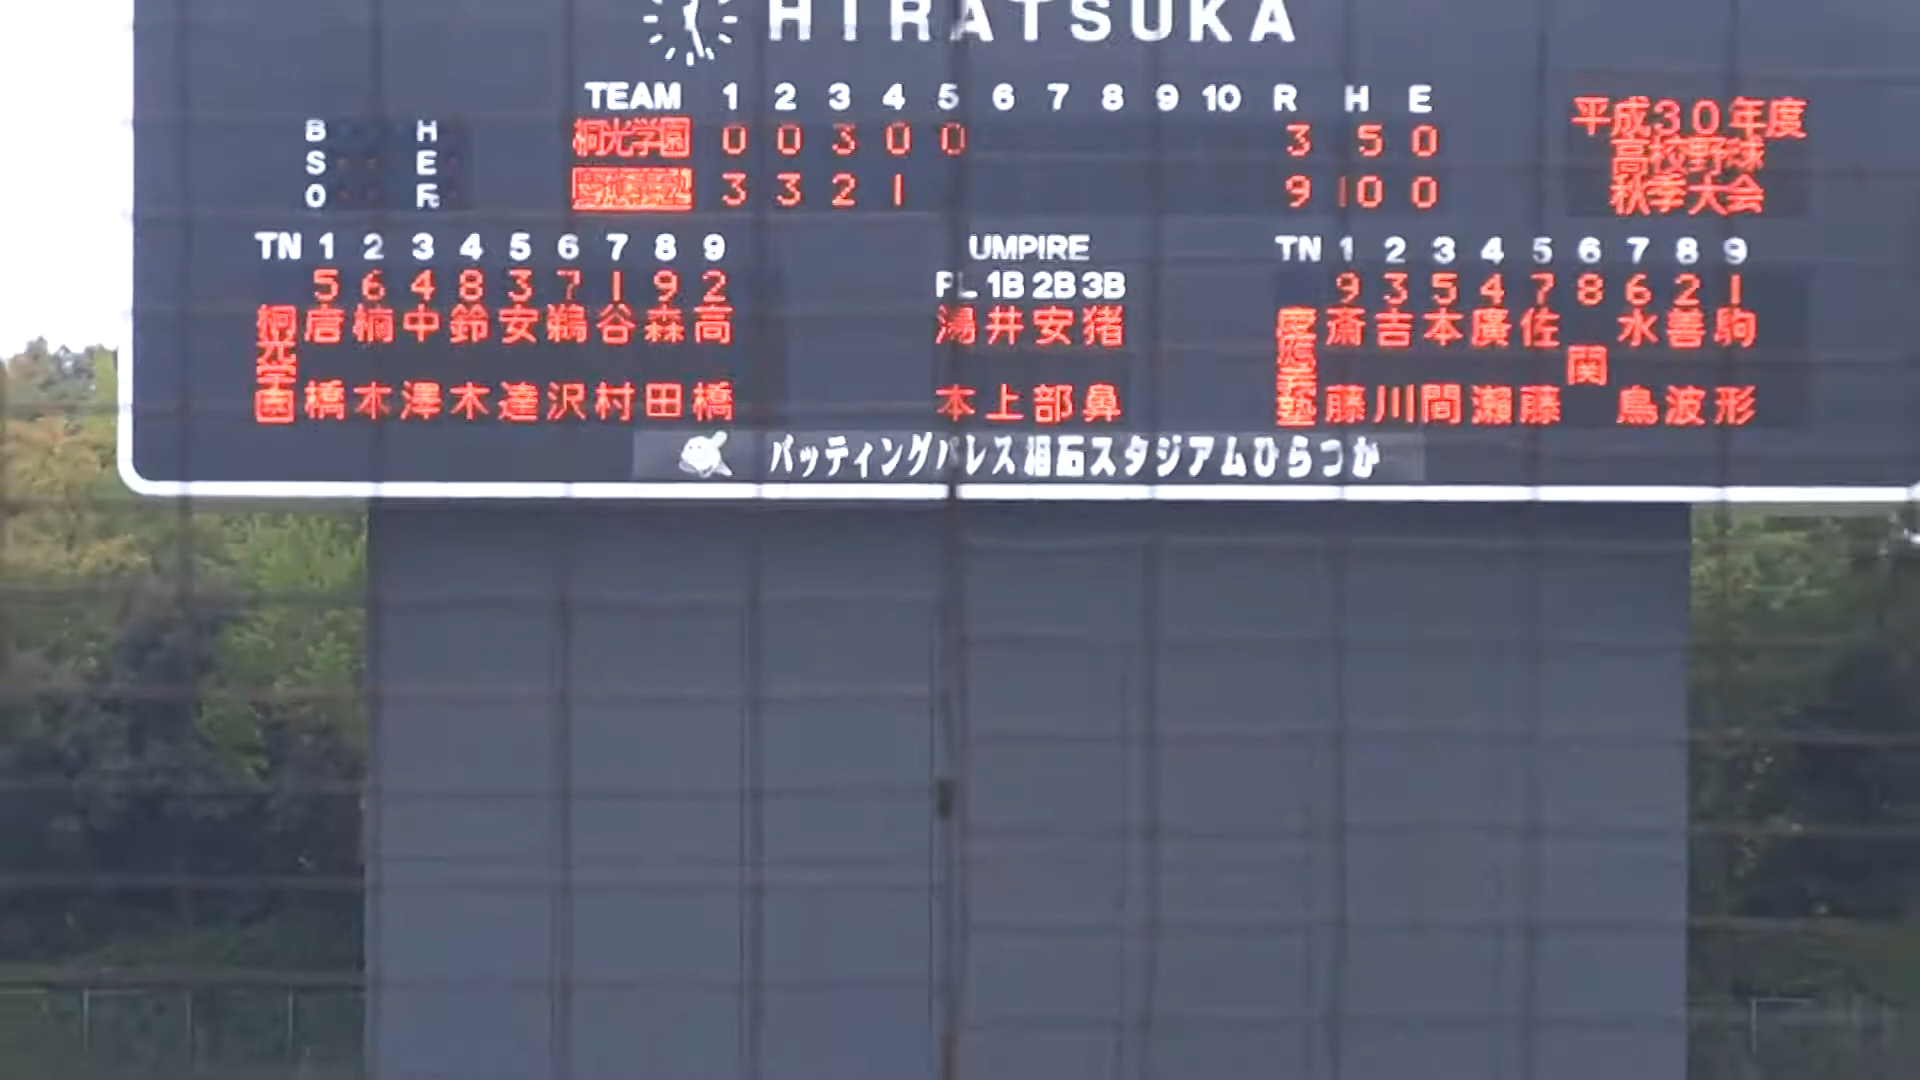 HIRATSUKA
TEAM 1 2 3 4 5 6 7 8 9 10 R H E
桐光学園 0 0 3 0 0 3 5 0
3 3 2 1 9 10 0
B S O
H E Fc
平成30年度
高校野球
秋季大会
TN 1 2 3 4 5 6 7 8 9
5 6 4 8 3 7 1 9 2
桐光学園 唐橋 楠木 中澤 鈴木 安達 鵜沢 谷村 森田 高橋
UMPIRE
PL 1B 2B 3B
湯本 井上 安部 猪鼻
TN 1 2 3 4 5 6 7 8 9
9 3 5 4 7 8 6 2 1
慶應義塾 斎藤 吉川 本間 廣瀬 佐藤 関 水鳥 善波 駒形
バッティングパレス相石スタジアムひらつか